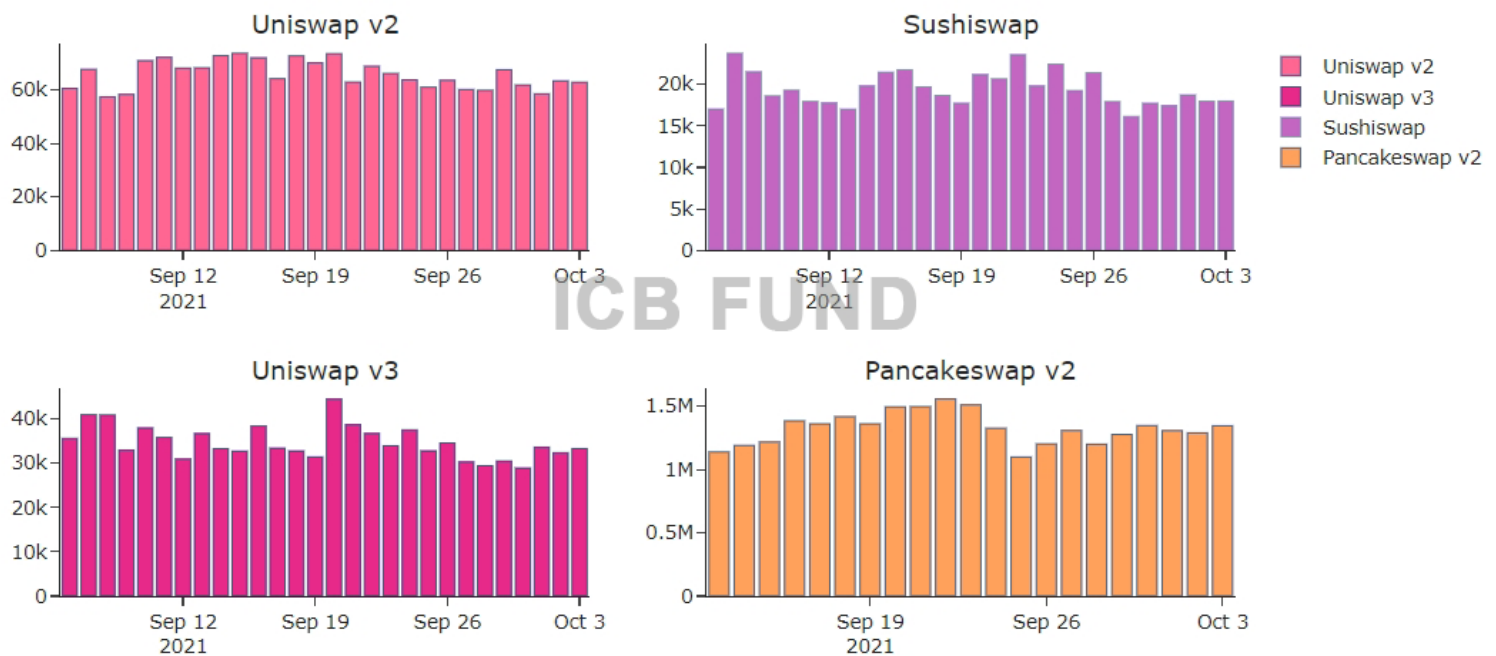 Uniswap v2
60k
40k
20k
0
Sep 12
2021
Sep 19
Sep 26
Oct 3
Sushiswap
20k
15k
10k
5k
0
Sep 12
2021
Sep 19
Sep 26
Oct 3
Uniswap v2
Uniswap v3
Sushiswap
Pancakeswap v2
ICB FUND
Uniswap v3
40k
30k
20k
10k
0
Sep 12
2021
Sep 19
Sep 26
Oct 3
Pancakeswap v2
1.5M
1M
0.5M
0
Sep 19
2021
Sep 26
Oct 3